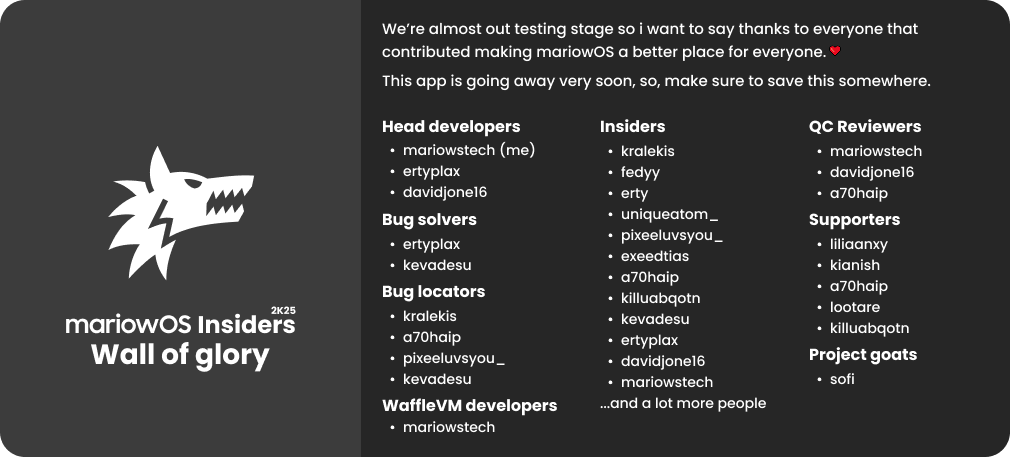 mariowOS Insiders 2K25
Wall of glory
We're almost out testing stage so i want to say thanks to everyone that
contributed making mariowOS a better place for everyone.
This app is going away very soon, so, make sure to save this somewhere.
Head developers
• mariowstech (me)
• ertyplax
• davidjone16
Bug solvers
• ertyplax
• kevadesu
Bug locators
• kralekis
• a70haip
• pixeeluvsyou_
• kevadesu
WaffleVM developers
• mariowstech
Insiders
• kralekis
• fedyy
• erty
• uniqueatom_
• pixeeluvsyou_
• exeedtias
• a70haip
• killuabqotn
• kevadesu
• ertyplax
• davidjone16
• mariowstech
...and a lot more people
QC Reviewers
• mariowstech
• davidjone16
• a70haip
Supporters
• liliaanxy
• kianish
• a70haip
• lootare
• killuabqotn
Project goats
• sofi